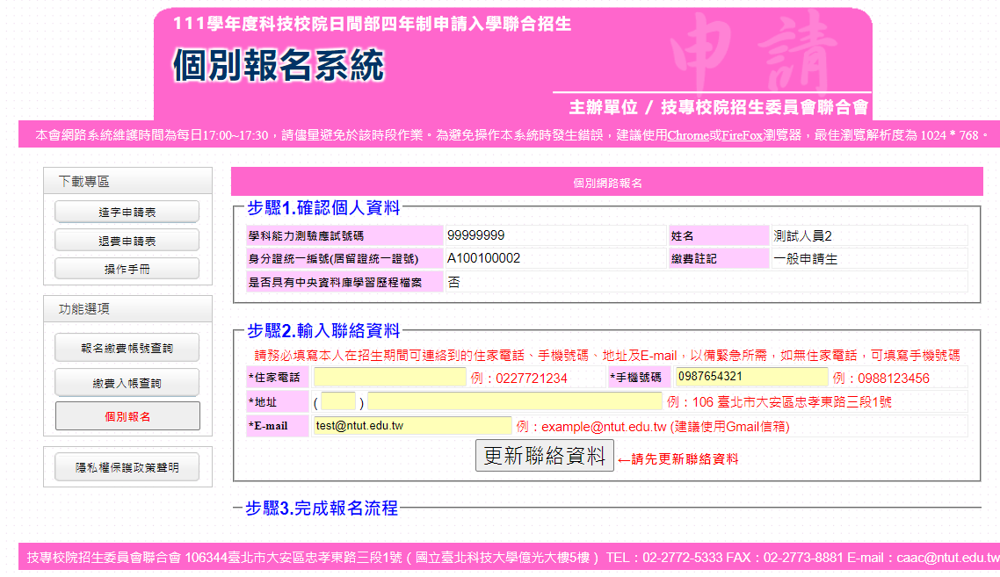 111學年度科技校院日間部四年制申請入學聯合招生
個別報名系統
申請
主辦單位 / 技專校院招生委員會聯合會
本會網路系統維護時間為每日17:00~17:30，請儘量避免於該時段作業。為避免操作本系統時發生錯誤，建議使用Chrome或FireFox瀏覽器，最佳瀏覽解析度為 1024 * 768。
下載專區
造字申請表
退費申請表
操作手冊
功能選項
報名繳費帳號查詢
繳費入帳查詢
個別報名
隱私權保護政策聲明
個別網路報名
步驟1.確認個人資料
學科能力測驗應試號碼 99999999 姓名 測試人員2
身分證統一編號(居留證統一證號) A100100002 繳費註記 一般申請生
是否具有中央資料庫學習歷程檔案 否
步驟2.輸入聯絡資料
請務必填寫本人在招生期間可連絡到的住家電話、手機號碼、地址及E-mail，以備緊急所需，如無住家電話，可填寫手機號碼
*住家電話 例：0227721234 *手機號碼 0987654321 例：0988123456
*地址 ( ) 例：106 臺北市大安區忠孝東路三段1號
*E-mail test@ntut.edu.tw 例：example@ntut.edu.tw (建議使用Gmail信箱)
更新聯絡資料 ←請先更新聯絡資料
步驟3.完成報名流程
技專校院招生委員會聯合會 106344臺北市大安區忠孝東路三段1號（國立臺北科技大學億光大樓5樓） TEL：02-2772-5333 FAX：02-2773-8881 E-mail：caac@ntut.edu.tw